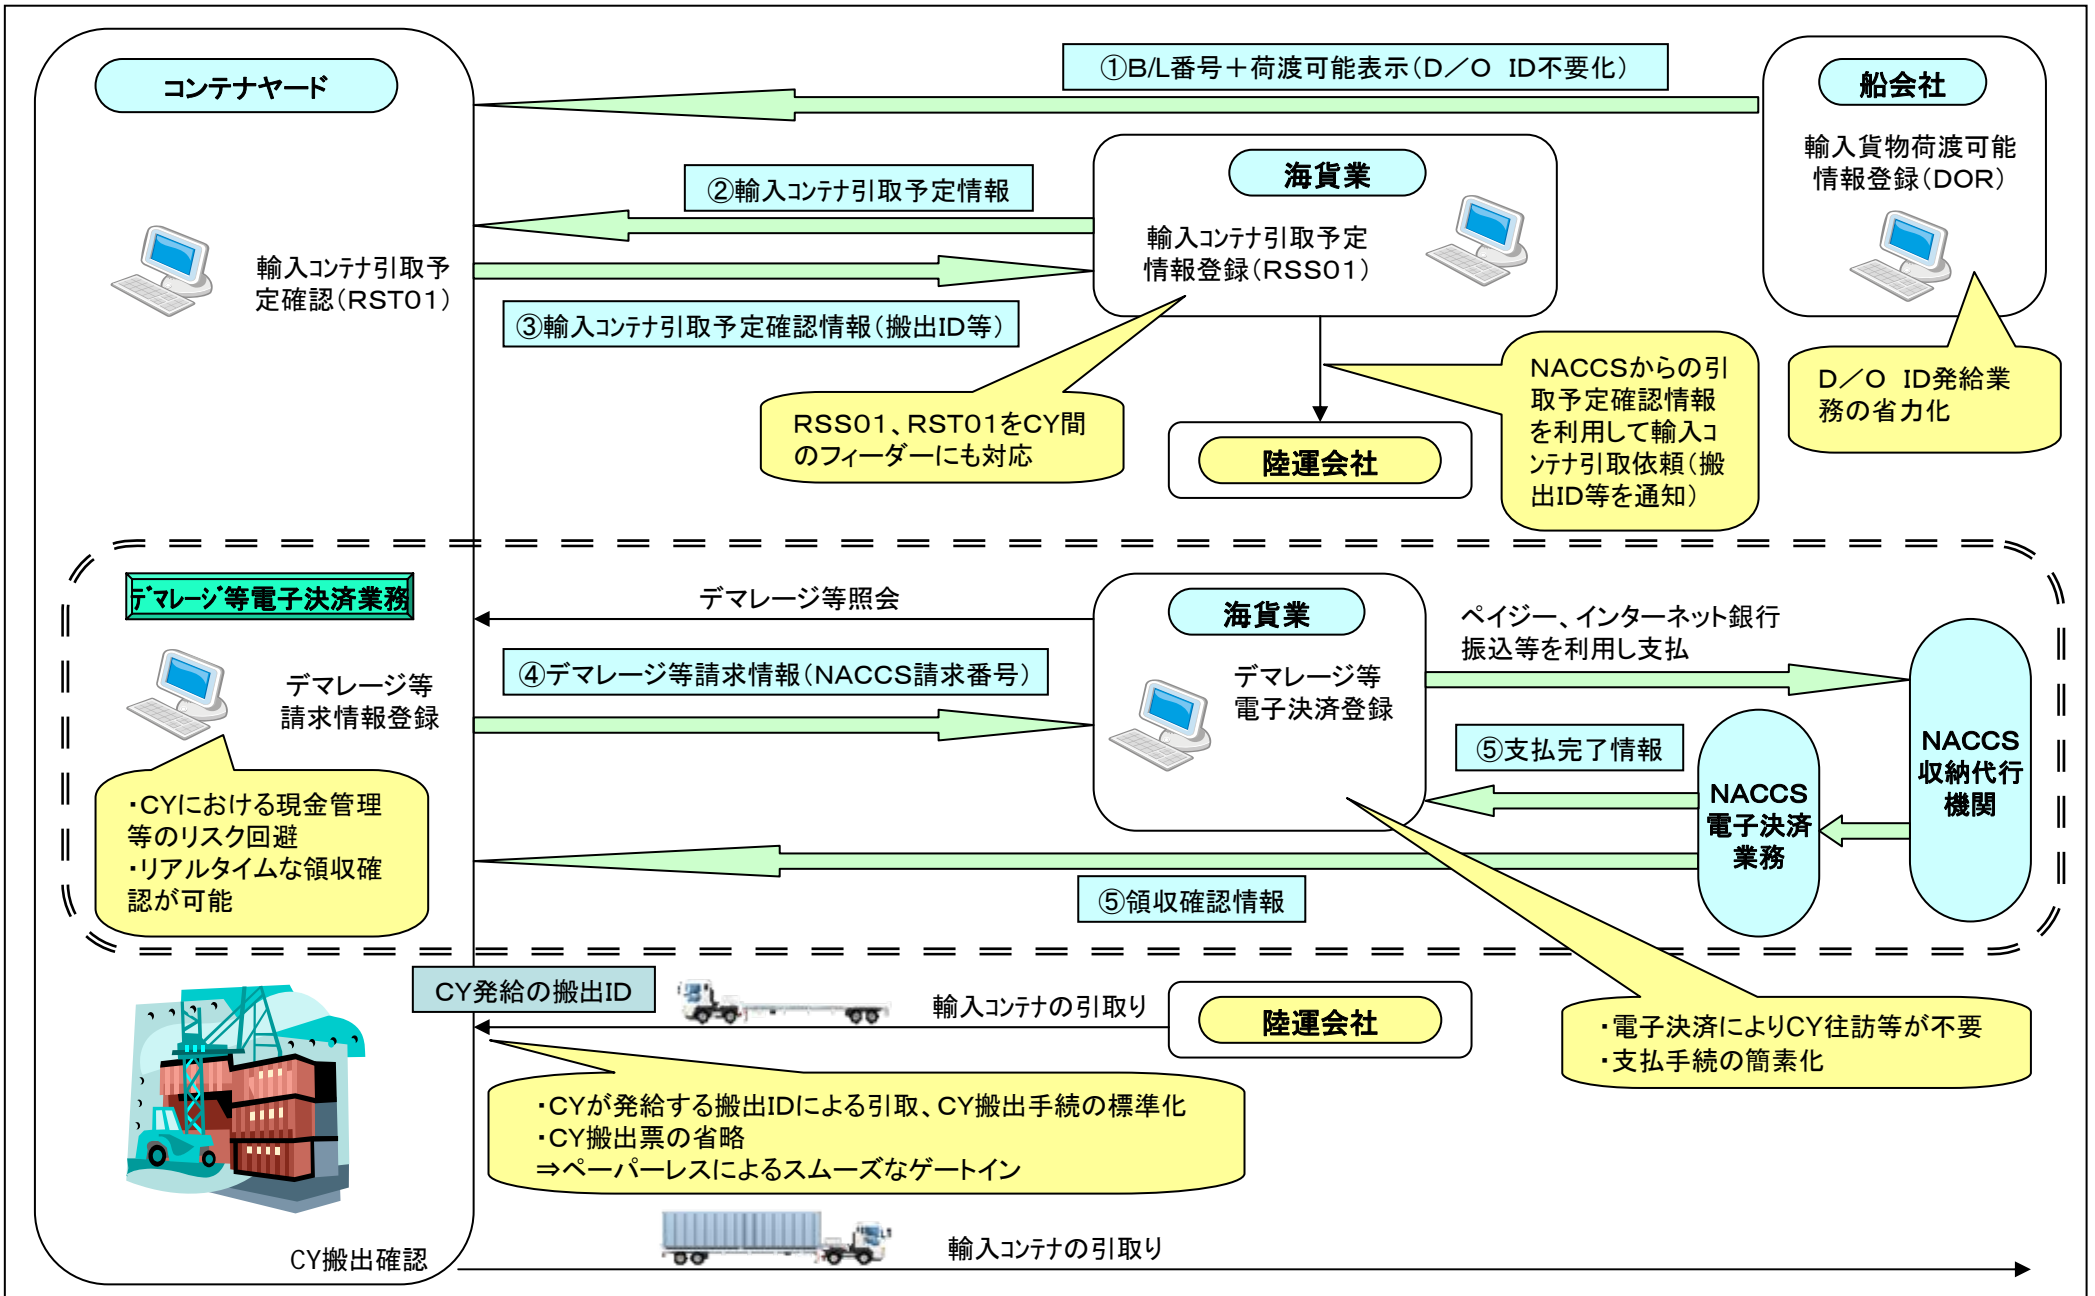 コンテナヤード
①B/L番号＋荷渡可能表示（D／O ID不要化）
船会社
輸入貨物荷渡可能
情報登録（DOR）
②輸入コンテナ引取予定情報
海貨業
輸入コンテナ引取予定
情報登録（RSS01）
輸入コンテナ引取予
定確認（RST01）
③輸入コンテナ引取予定確認情報（搬出ID等）
RSS01、RST01をCY間
のフィーダーにも対応
NACCSからの引
取予定確認情報
を利用して輸入コ
ンテナ引取依頼（搬
出ID等を通知）
D／O ID発給業
務の省力化
陸運会社
デマレージ等電子決済業務
デマレージ等照会
海貨業
デマレージ等
電子決済登録
ペイジー、インターネット銀行
振込等を利用し支払
④デマレージ等請求情報（NACCS請求番号）
デマレージ等
請求情報登録
⑤支払完了情報
NACCS
収納代行
機関
NACCS
電子決済
業務
・CYにおける現金管理
等のリスク回避
・リアルタイムな領収確
認が可能
⑤領収確認情報
CY発給の搬出ID
輸入コンテナの引取り
陸運会社
・電子決済によりCY往訪等が不要
・支払手続の簡素化
・CYが発給する搬出IDによる引取、CY搬出手続の標準化
・CY搬出票の省略
⇒ペーパーレスによるスムーズなゲートイン
CY搬出確認
輸入コンテナの引取り